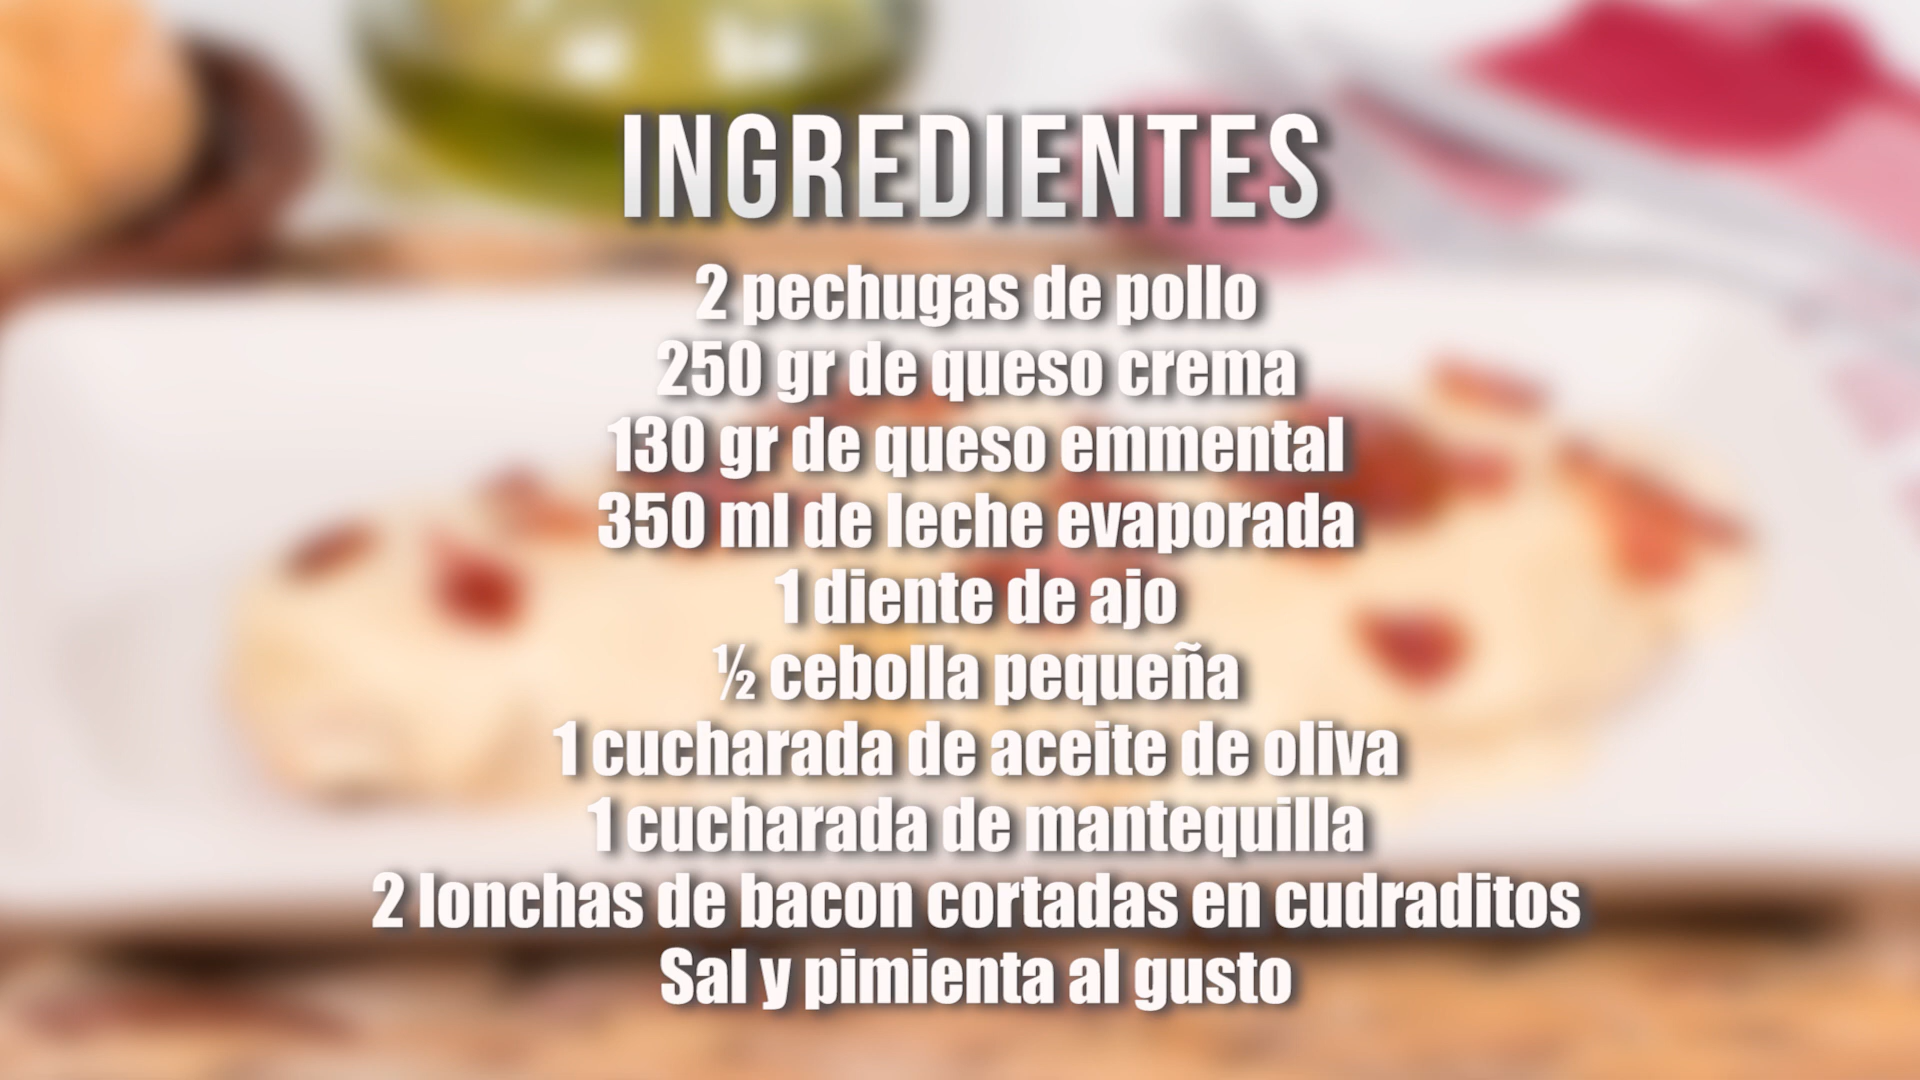 INGREDIENTES
2 pechugas de pollo
250 gr de queso crema
130 gr de queso emmental
350 ml de leche evaporada
1 diente de ajo
½ cebolla pequeña
1 cucharada de aceite de oliva
1 cucharada de mantequilla
2 lonchas de bacon cortadas en cudraditos
Sal y pimienta al gusto